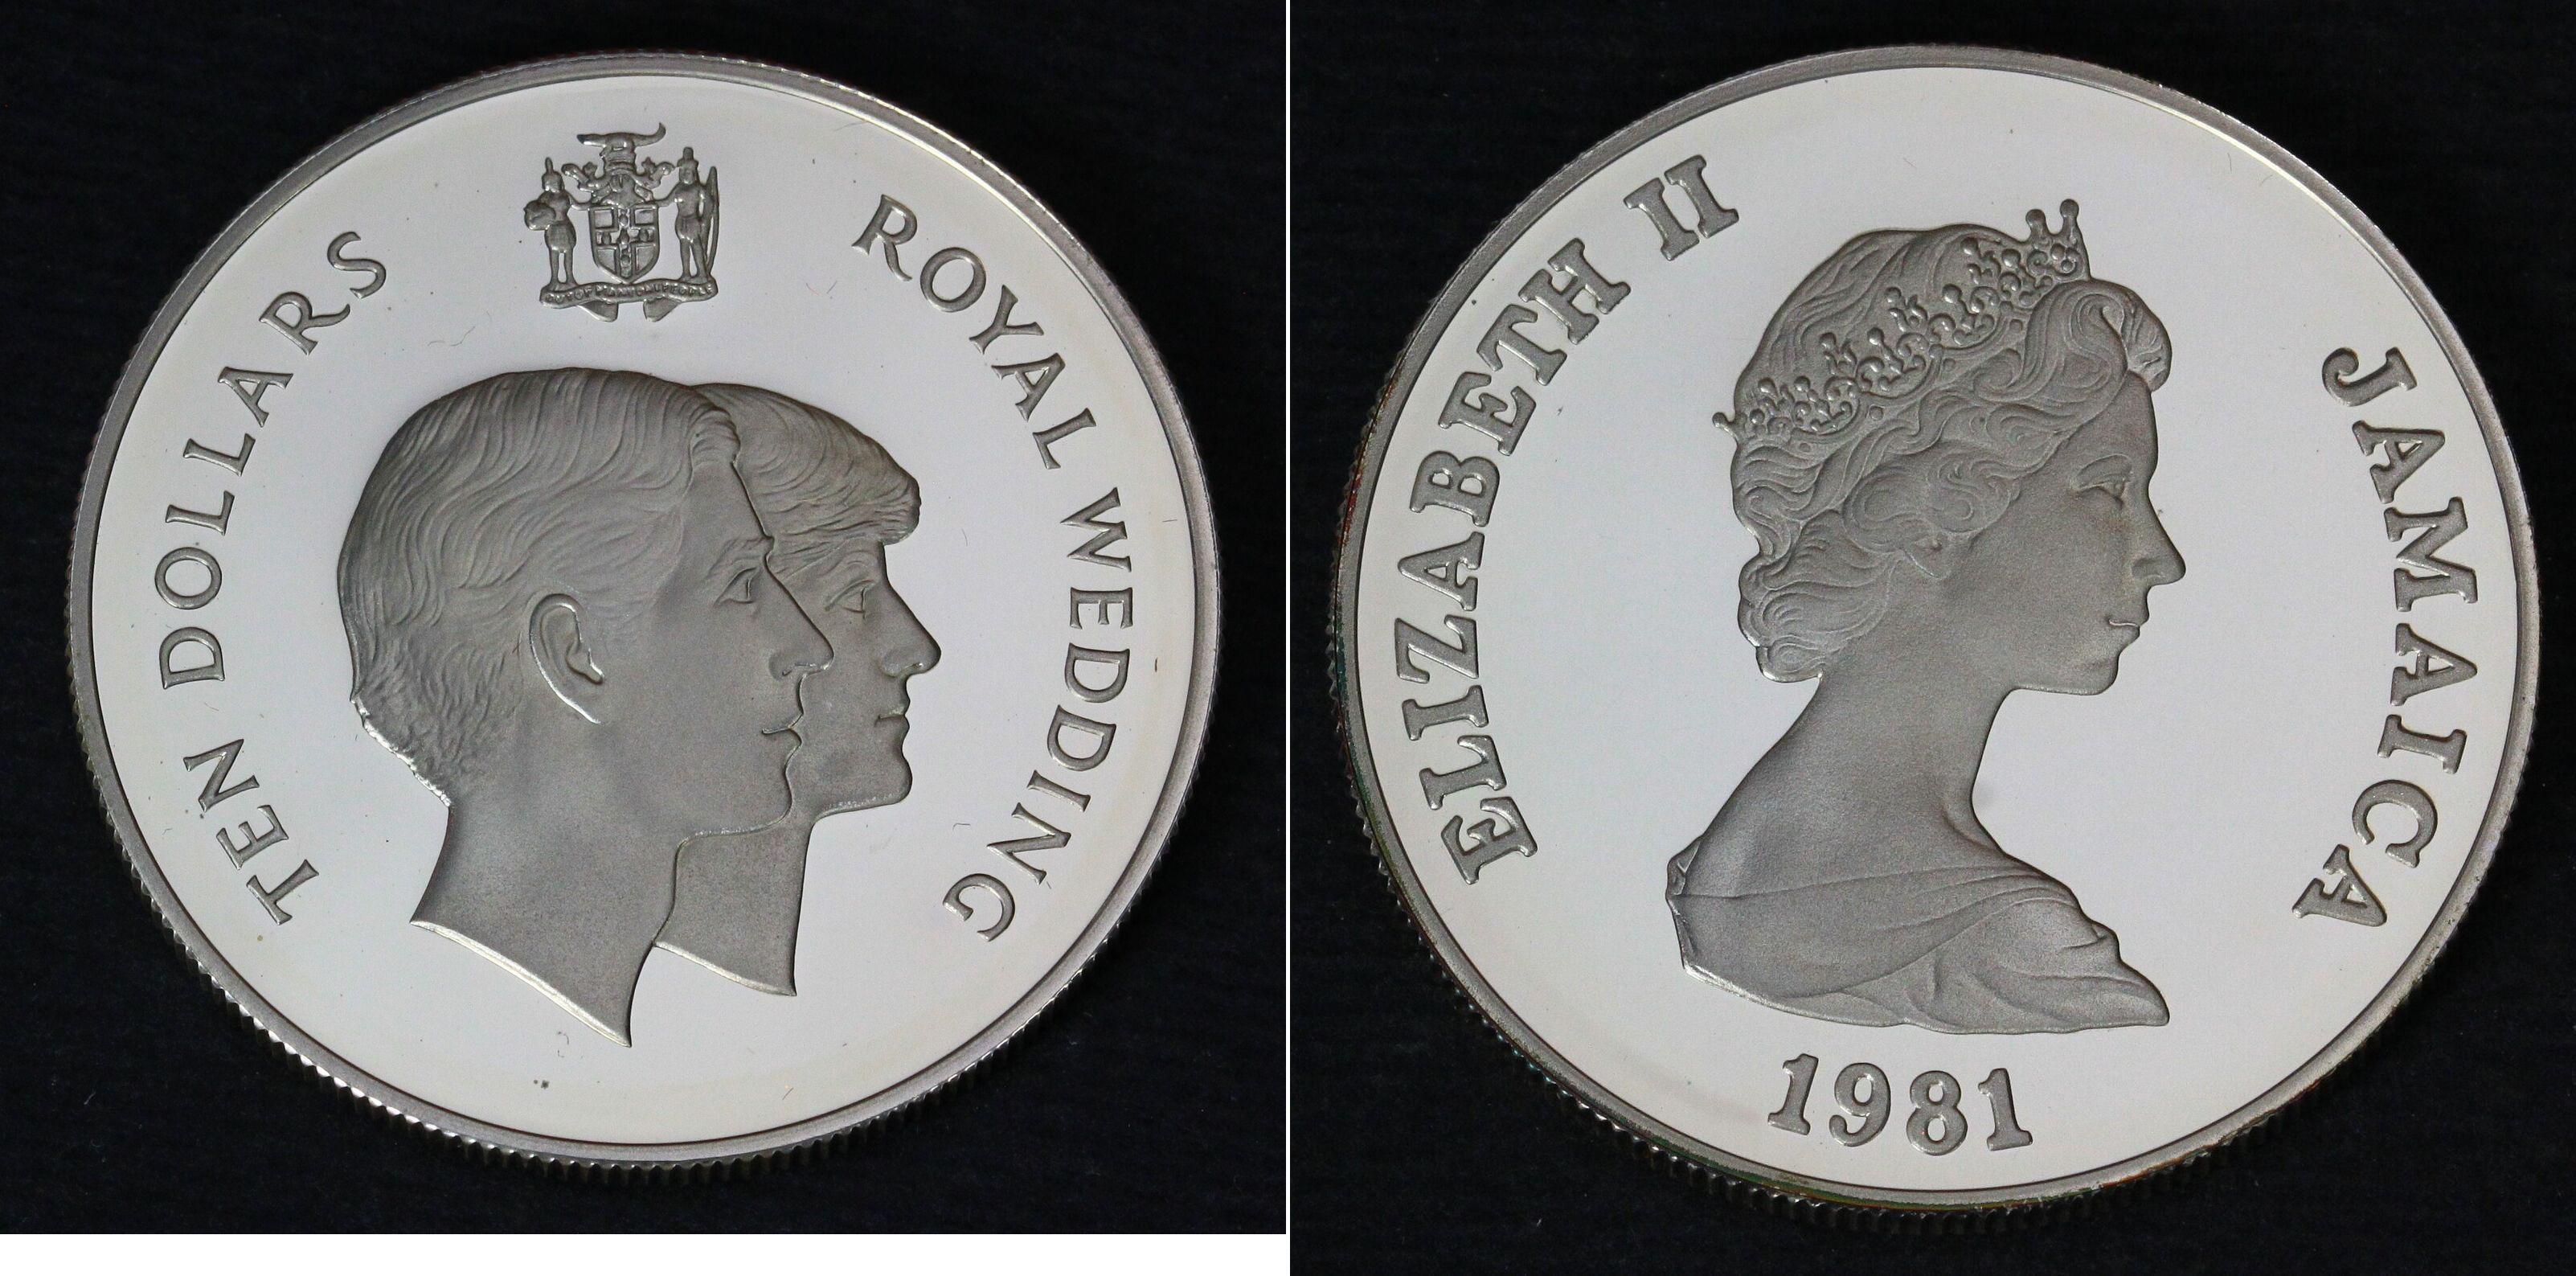 TEN DOLLARS
ROYAL WEDDING
ELIZABETH II
JAMAICA
1981